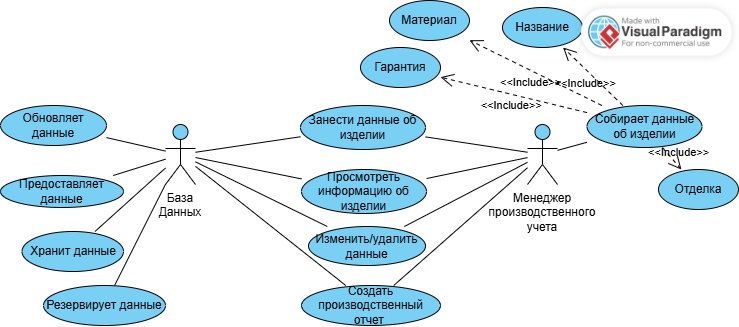 Материал
Название
Made with
Visual Paradigm
For non-commercial use
Гарантия
<<Include>>
<<Include>>
<<Include>>
Обновляет
данные
Занести данные об
изделии
Собирает данные
об изделии
<<Include>>
Предоставляет
данные
База
Данных
Просмотреть
информацию об
изделии
Менеджер
производственного
учета
Отделка
Хранит данные
Изменить/удалить
данные
Резервирует данные
Создать
производственный
отчет